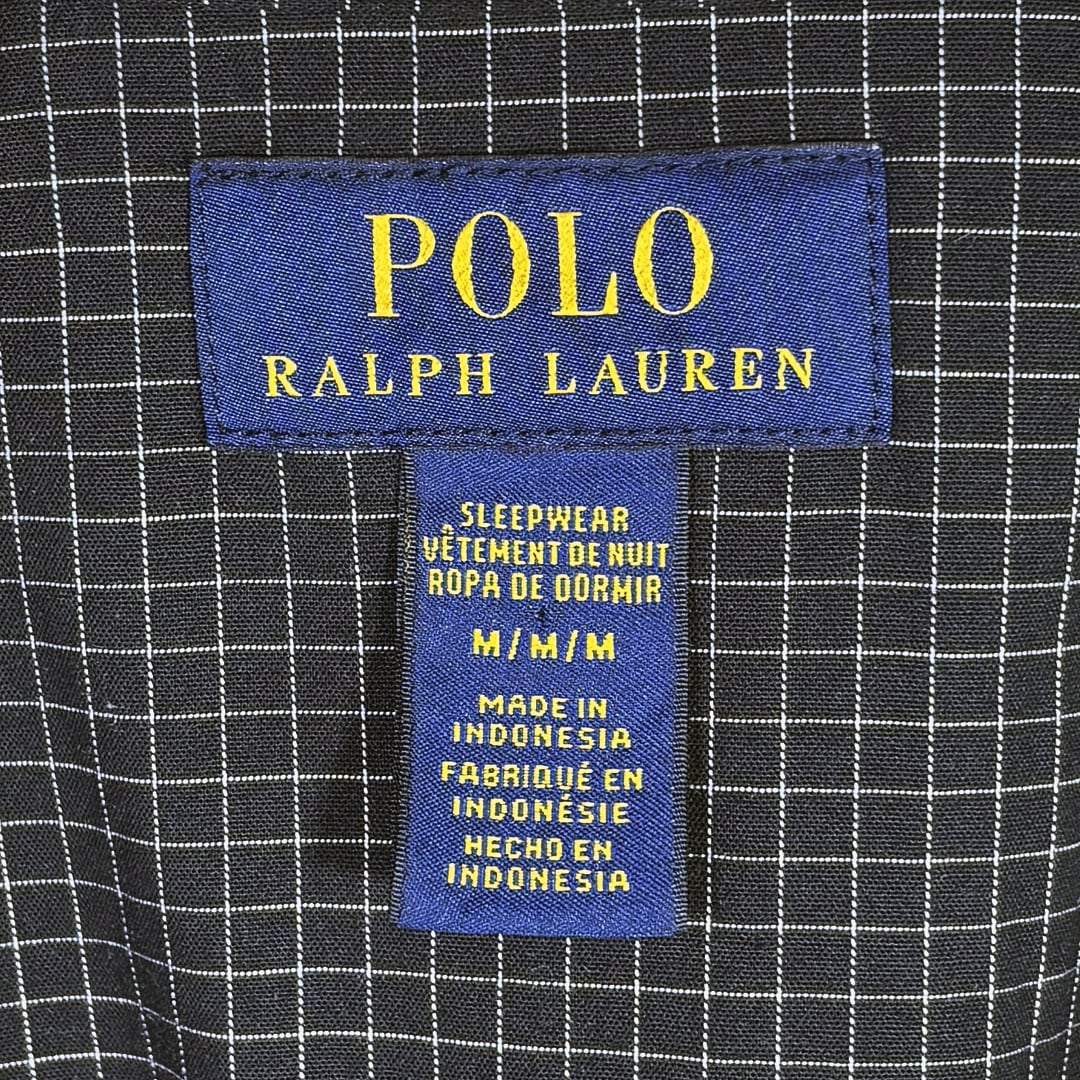 POLO
RALPH LAUREN
SLEEPWEAR
VÊTEMENT DE NUIT
ROPA DE DORMIR
M/M/M
MADE IN
INDONESIA
FABRIQUÉ EN
INDONÉSIE
HECHO EN
INDONESIA